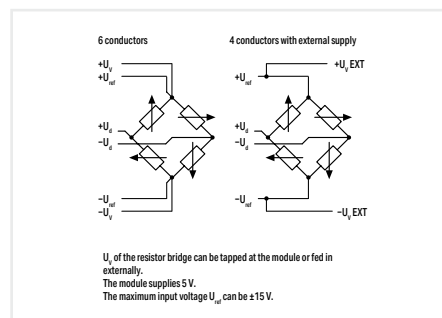 6 conductors
4 conductors with external supply
+Uv
+Uref
+Ud
−Ud
−Uref
−Uv
+Uv EXT
+Uref
+Ud
−Ud
−Uref
−Uv EXT
Uv of the resistor bridge can be tapped at the module or fed in
externally.
The module supplies 5 V.
The maximum input voltage Uref can be ±15 V.